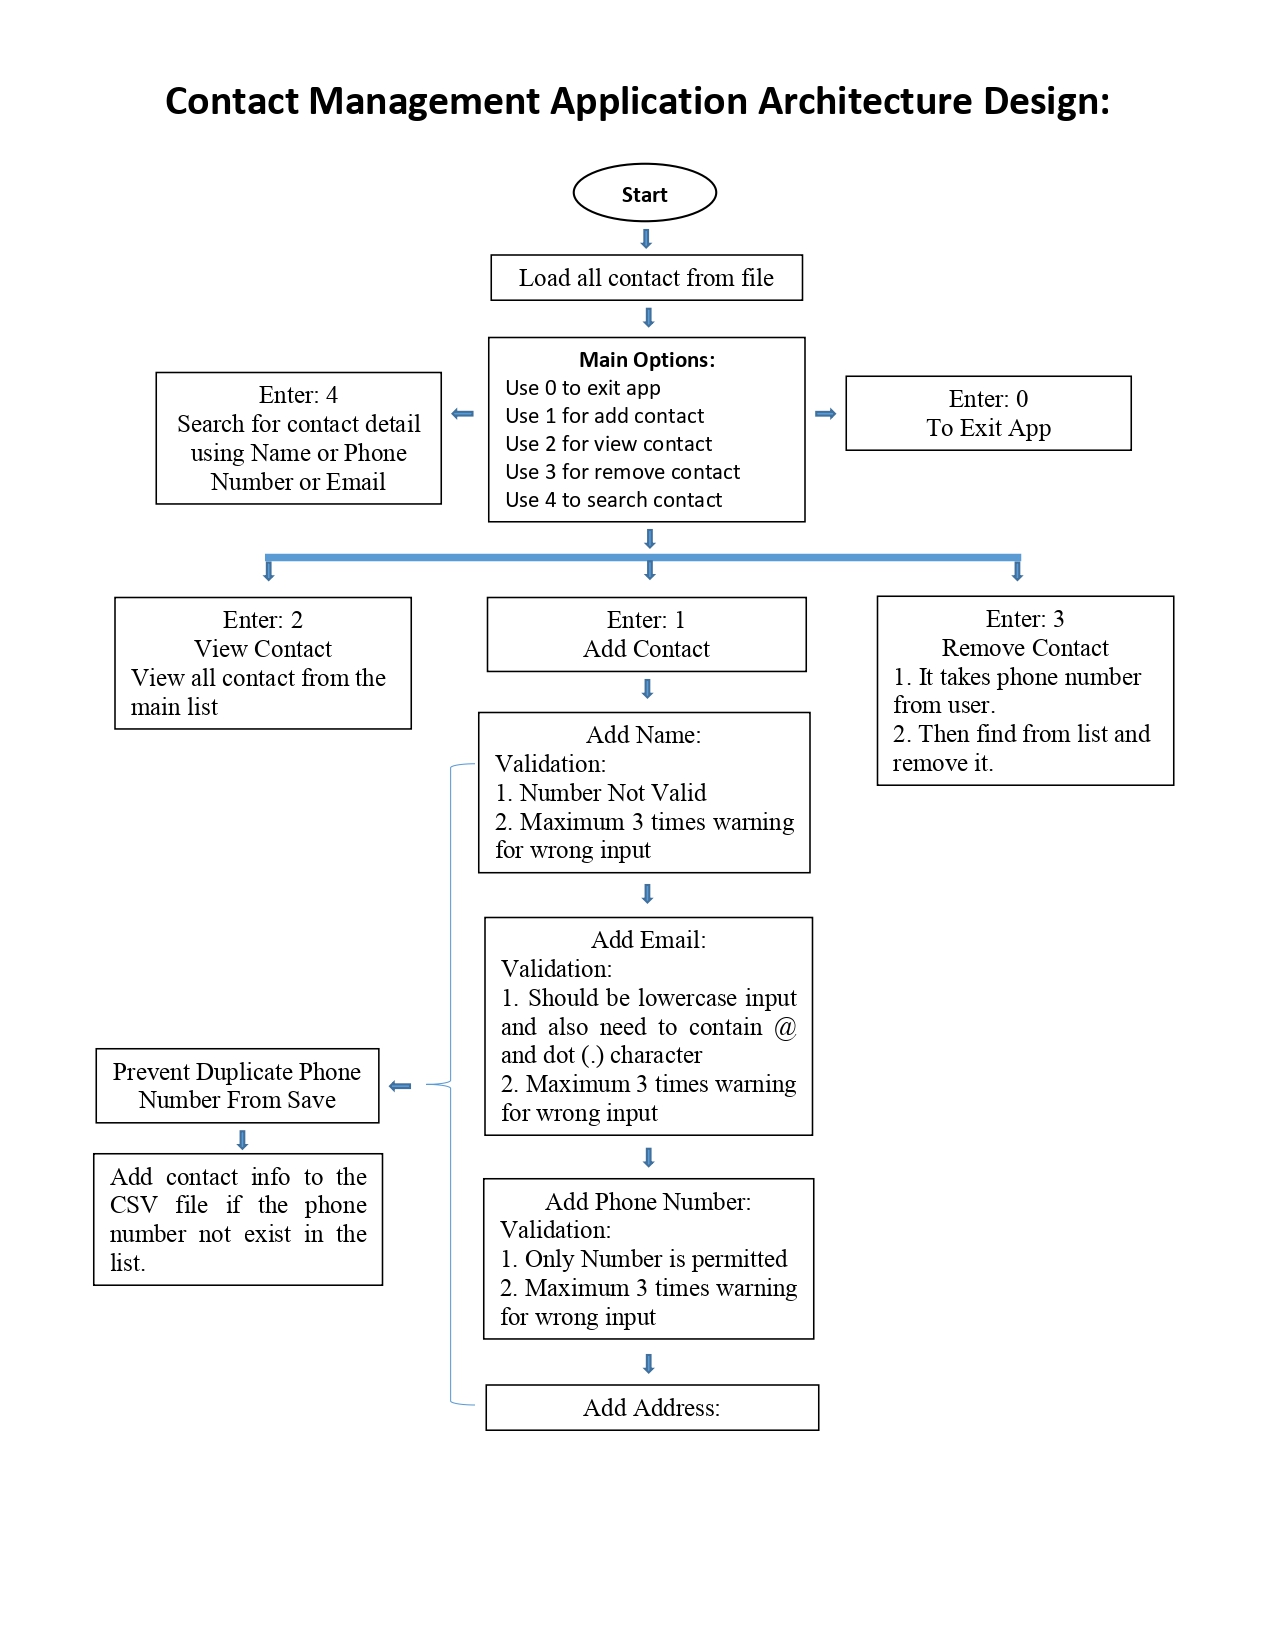 Contact Management Application Architecture Design:
Start
Load all contact from file
Main Options:
Use 0 to exit app
Use 1 for add contact
Use 2 for view contact
Use 3 for remove contact
Use 4 to search contact
Enter: 4
Search for contact detail
using Name or Phone
Number or Email
Enter: 0
To Exit App
Enter: 2
View Contact
View all contact from the
main list
Enter: 1
Add Contact
Enter: 3
Remove Contact
1. It takes phone number
from user.
2. Then find from list and
remove it.
Add Name:
Validation:
1. Number Not Valid
2. Maximum 3 times warning
for wrong input
Add Email:
Validation:
1. Should be lowercase input
and also need to contain @
and dot (.) character
2. Maximum 3 times warning
for wrong input
Add Phone Number:
Validation:
1. Only Number is permitted
2. Maximum 3 times warning
for wrong input
Add Address:
Prevent Duplicate Phone
Number From Save
Add contact info to the
CSV file if the phone
number not exist in the
list.